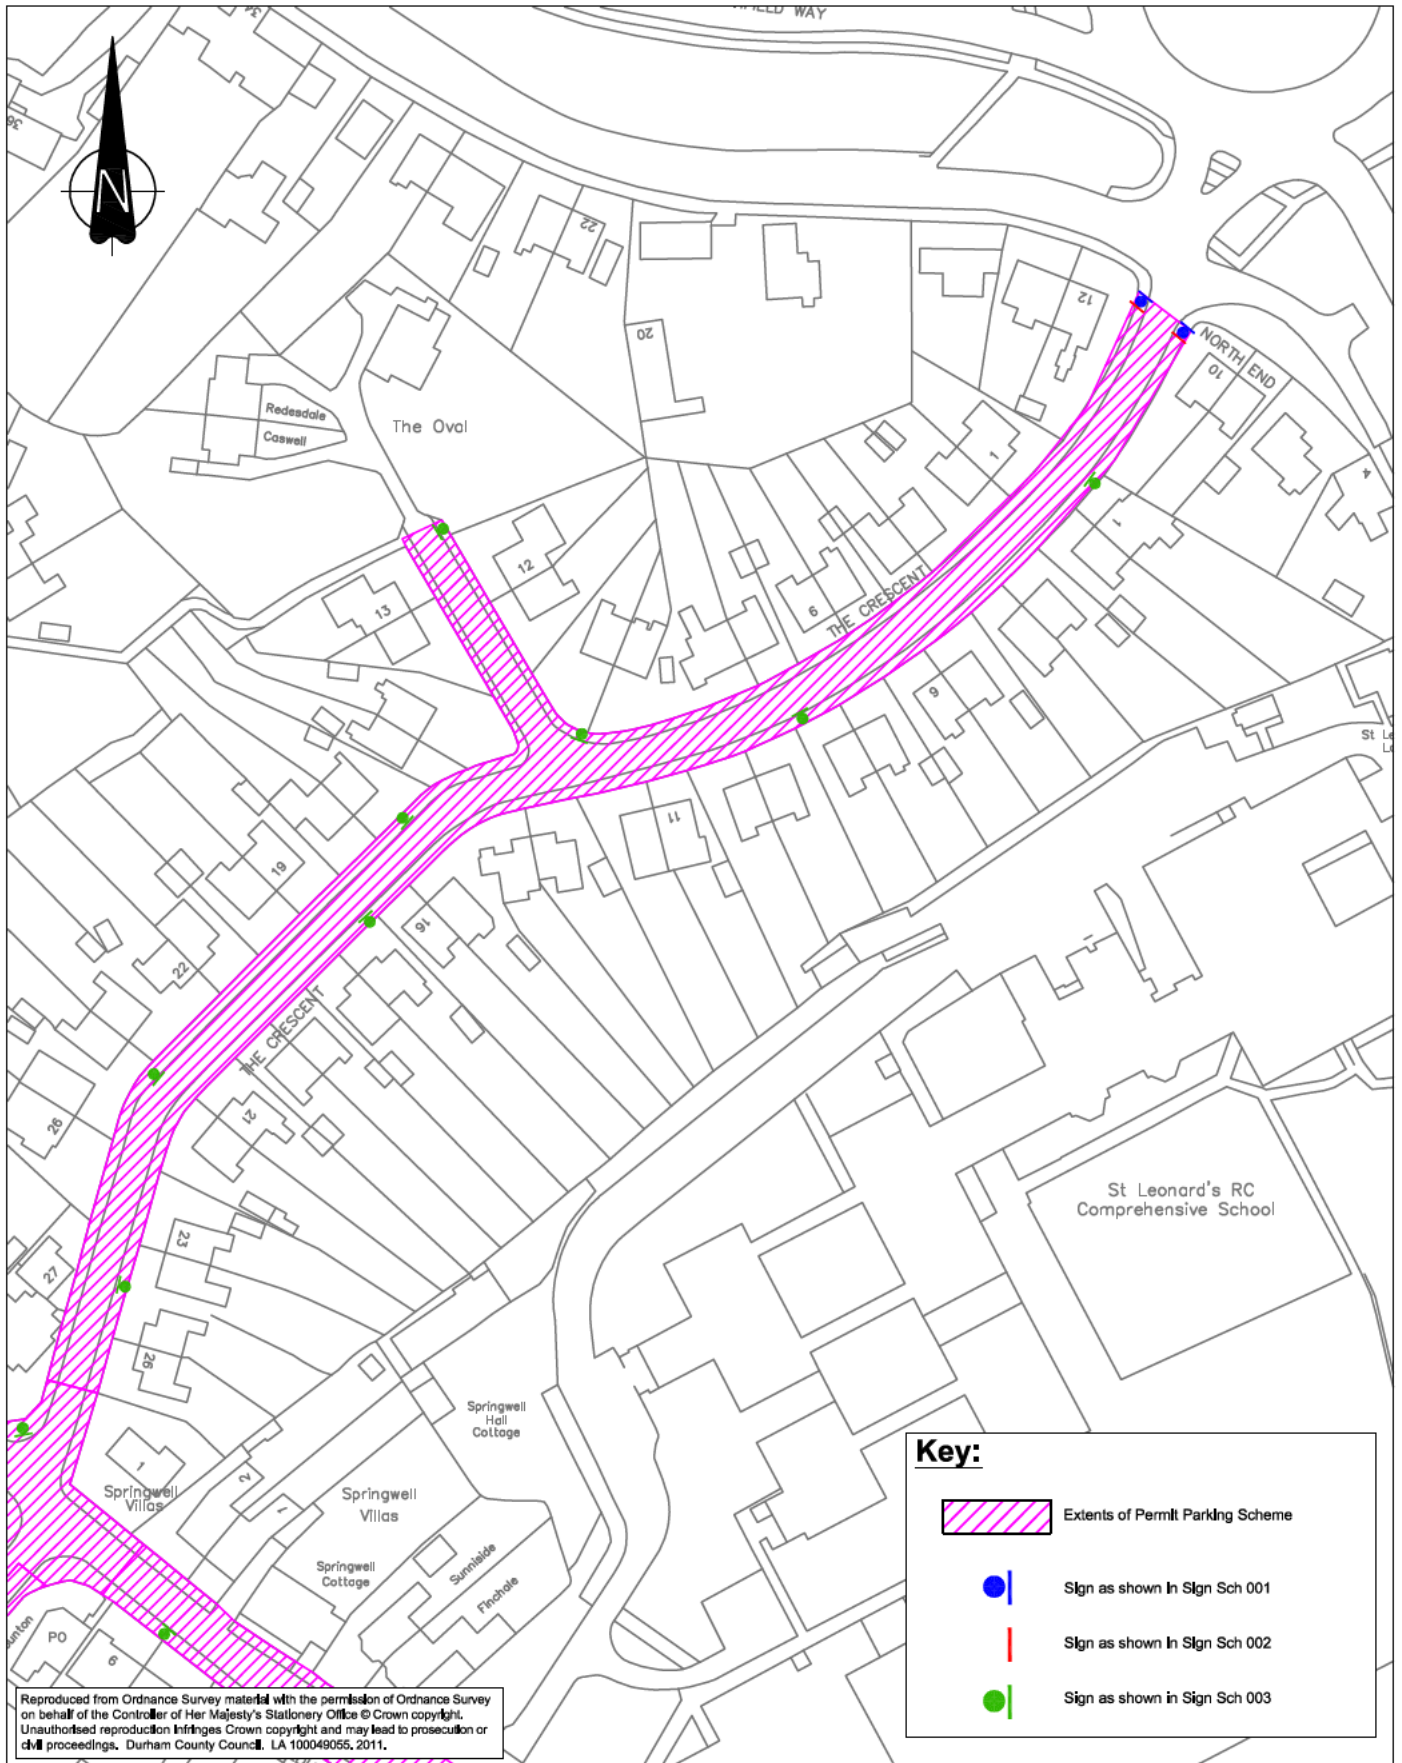 34
36
N
22
20
12
NORTH END
10
4
Redesdale
Caswell
The Oval
1
1
12
13
6
THE CRESCENT
9
11
19
16
22
THE CRESCENT
21
26
23
27
26
St Leonard's RC
Comprehensive School
Springwell
Hall
Cottage
1
Springwell
Villas
2
1
Springwell
Villas
Springwell
Cottage
Sunniside
Finchale
PO
6
Key:
Extents of Permit Parking Scheme
Sign as shown in Sign Sch 001
Sign as shown in Sign Sch 002
Sign as shown in Sign Sch 003
Reproduced from Ordnance Survey material with the permission of Ordnance Survey
on behalf of the Controller of Her Majesty's Stationery Office © Crown copyright.
Unauthorised reproduction infringes Crown copyright and may lead to prosecution or
civil proceedings. Durham County Council. LA 100049055. 2011.